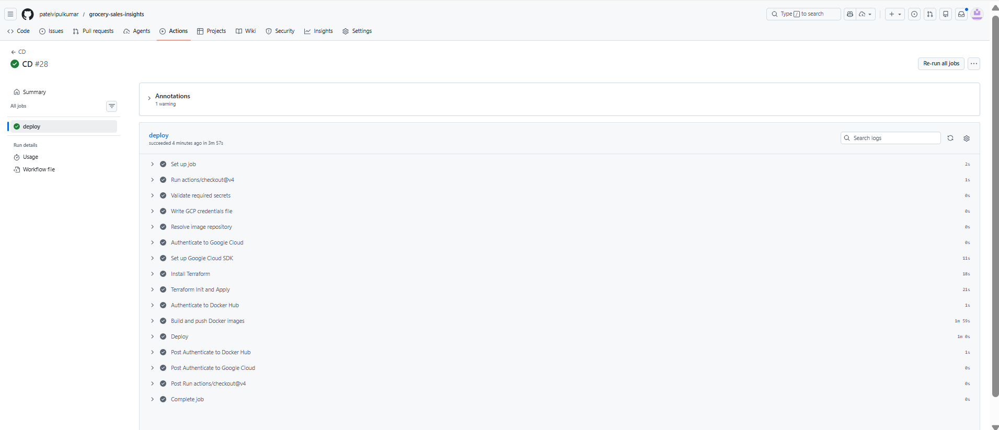 patelvipulkumar / grocery-sales-insights
Type / to search
Code
Issues
Pull requests
Agents
Actions
Projects
Wiki
Security
Insights
Settings
CD
CD #28
Re-run all jobs
Summary
All jobs
deploy
Run details
Usage
Workflow file
Annotations
1 warning
deploy
succeeded 4 minutes ago in 3m 57s
Search logs
Set up job 2s
Run actions/checkout@v4 1s
Validate required secrets 0s
Write GCP credentials file 0s
Resolve image repository 0s
Authenticate to Google Cloud 0s
Set up Google Cloud SDK 11s
Install Terraform 18s
Terraform Init and Apply 21s
Authenticate to Docker Hub 1s
Build and push Docker images 1m 59s
Deploy 1m 0s
Post Authenticate to Docker Hub 1s
Post Authenticate to Google Cloud 0s
Post Run actions/checkout@v4 0s
Complete job 0s